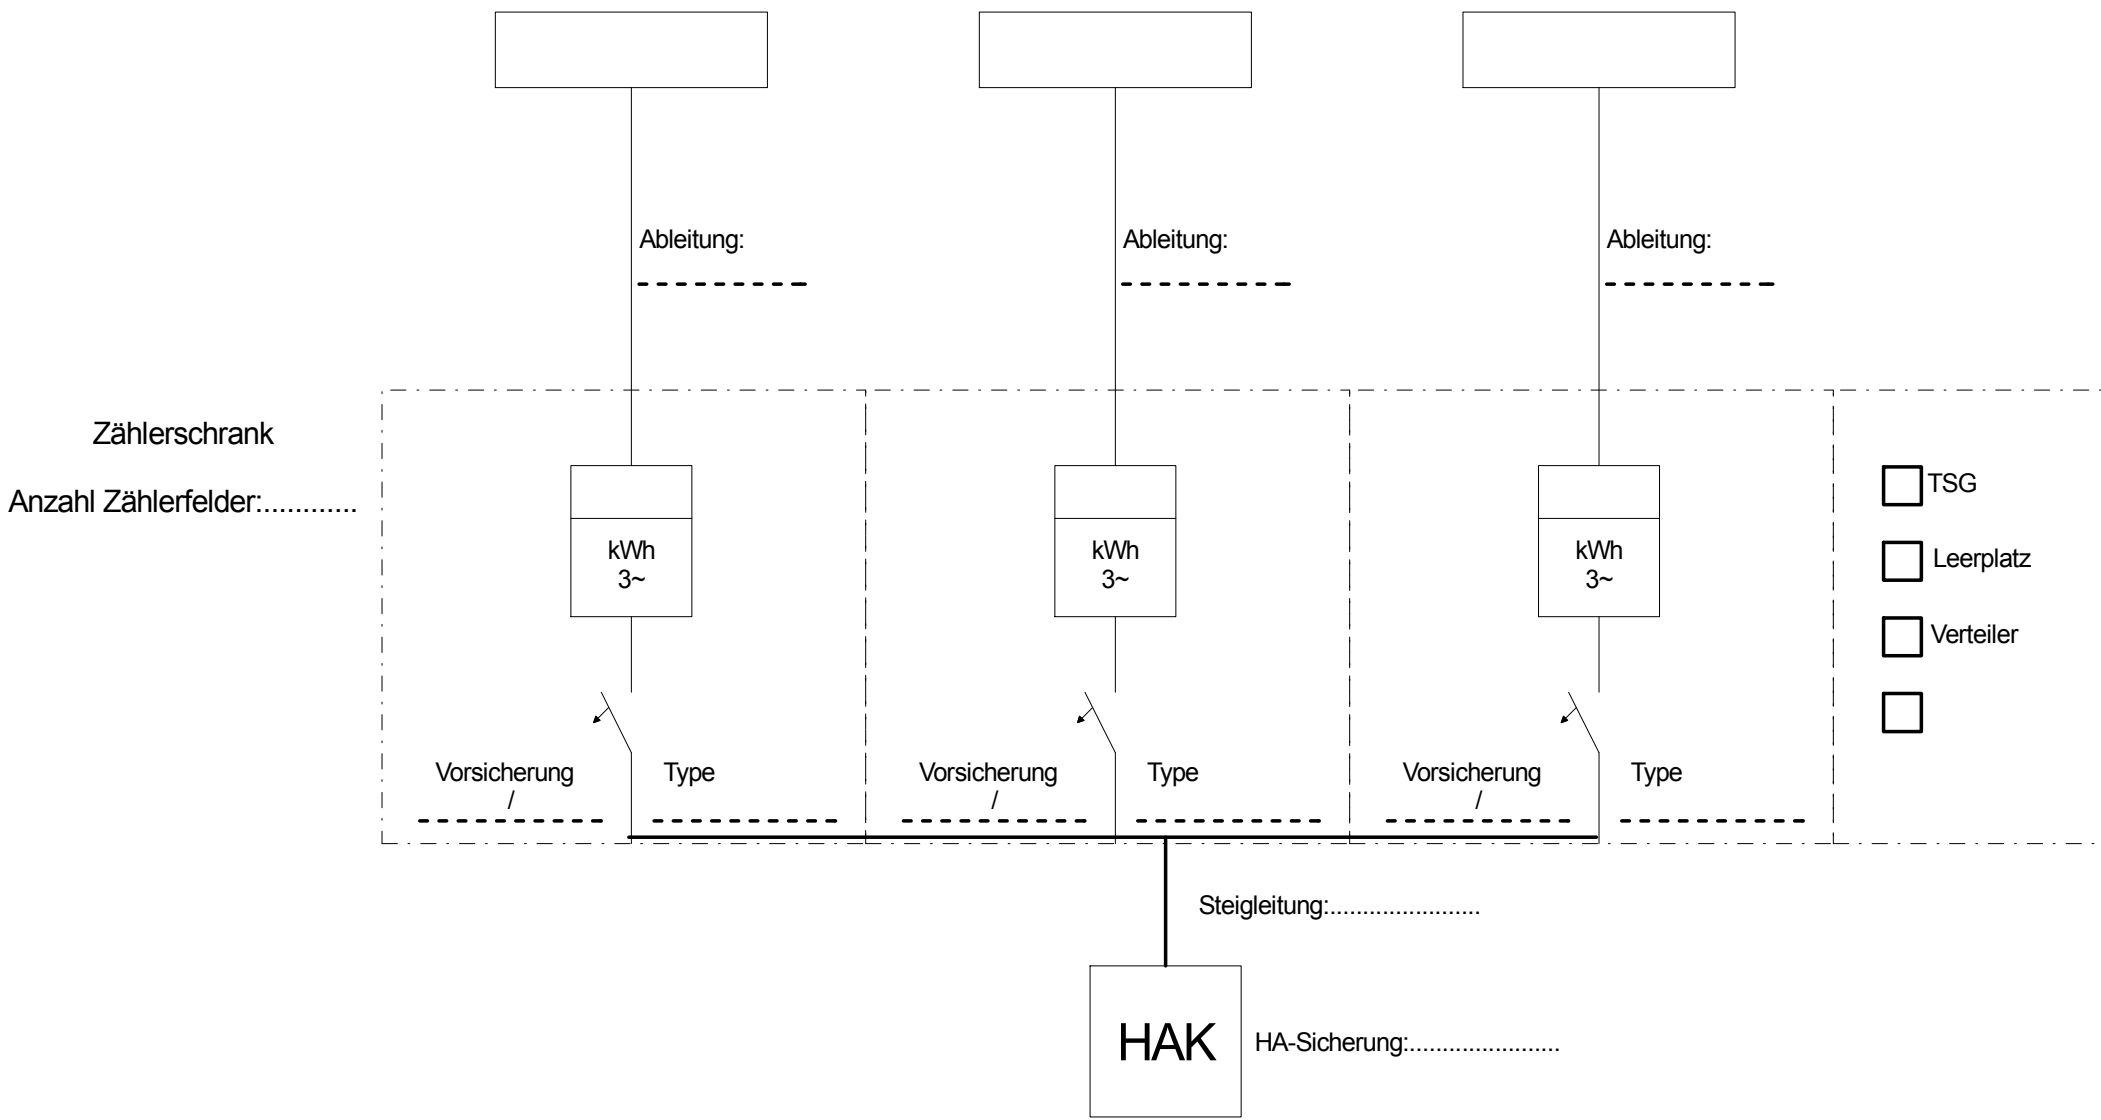 Ableitung:
Ableitung:
Ableitung:
Zählerschrank
Anzahl Zählerfelder:............
kWh
3~
kWh
3~
kWh
3~
TSG
Leerplatz
Verteiler
Vorsicherung
/
Type
Vorsicherung
/
Type
Vorsicherung
/
Type
Steigleitung:......................
HAK
HA-Sicherung:......................